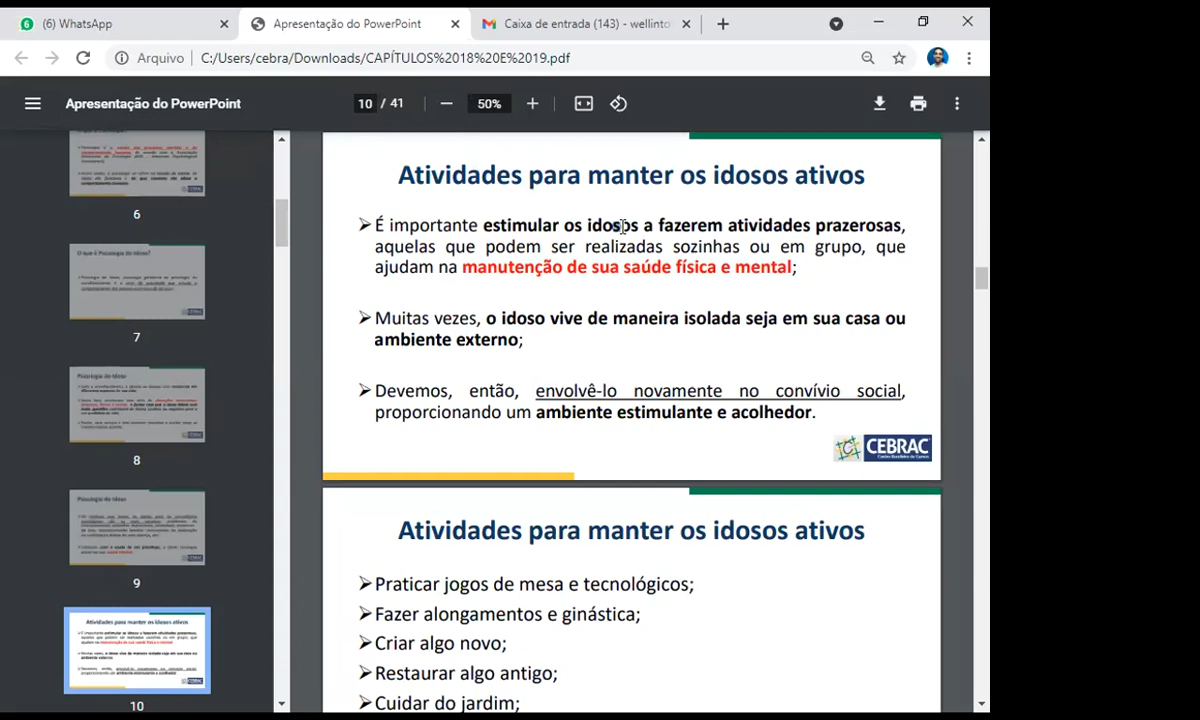 (6) WhatsApp
Apresentação do PowerPoint
Caixa de entrada (143) - wellinto
Arquivo
C:/Users/cebra/Downloads/CAPÍTULOS%2018%20E%2019.pdf
Apresentação do PowerPoint
10 / 41
50%
6
O que é Psicologia do Idoso?
7
Psicologia do Idoso
8
Psicologia do Idoso
9
Atividades para manter os idosos ativos
10
Atividades para manter os idosos ativos
É importante estimular os idosos a fazerem atividades prazerosas,
aquelas que podem ser realizadas sozinhas ou em grupo, que
ajudam na manutenção de sua saúde física e mental;
Muitas vezes, o idoso vive de maneira isolada seja em sua casa ou
ambiente externo;
Devemos, então, envolvê-lo novamente no convívio social,
proporcionando um ambiente estimulante e acolhedor.
CEBRAC
Centro Brasileiro de Cursos
Atividades para manter os idosos ativos
Praticar jogos de mesa e tecnológicos;
Fazer alongamentos e ginástica;
Criar algo novo;
Restaurar algo antigo;
Cuidar do jardim;